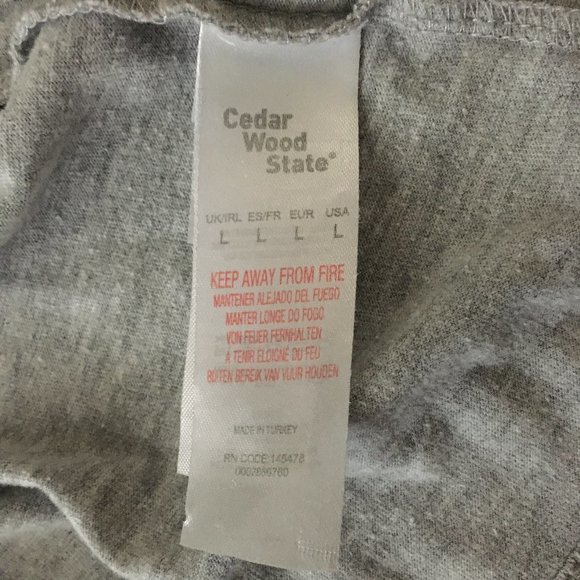 Cedar
Wood
State®
UK/IRL ES/FR EUR USA
L L L L
KEEP AWAY FROM FIRE
MANTENER ALEJADO DEL FUEGO
MANTER LONGE DO FOGO
VON FEUER FERNHALTEN
A TENIR ELOIGNÉ DU FEU
BUITEN BEREIK VAN VUUR HOUDEN
MADE IN TURKEY
RN CODE:145478